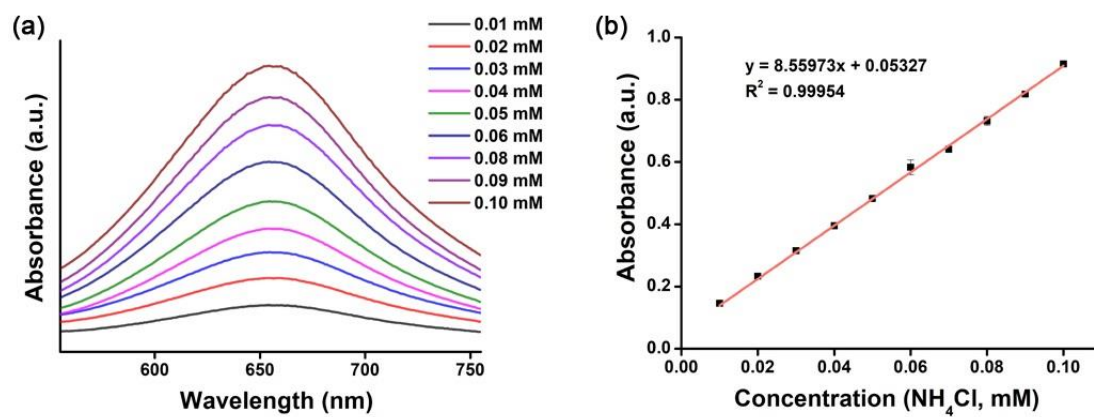 (a)
Absorbance (a.u.)
0.01 mM
0.02 mM
0.03 mM
0.04 mM
0.05 mM
0.06 mM
0.08 mM
0.09 mM
0.10 mM
600 650 700 750
Wavelength (nm)
(b)
Absorbance (a.u.)
1.0
0.8
0.6
0.4
0.2
0.0
y = 8.55973x + 0.05327
R² = 0.99954
0.00 0.02 0.04 0.06 0.08 0.10
Concentration (NH₄Cl, mM)